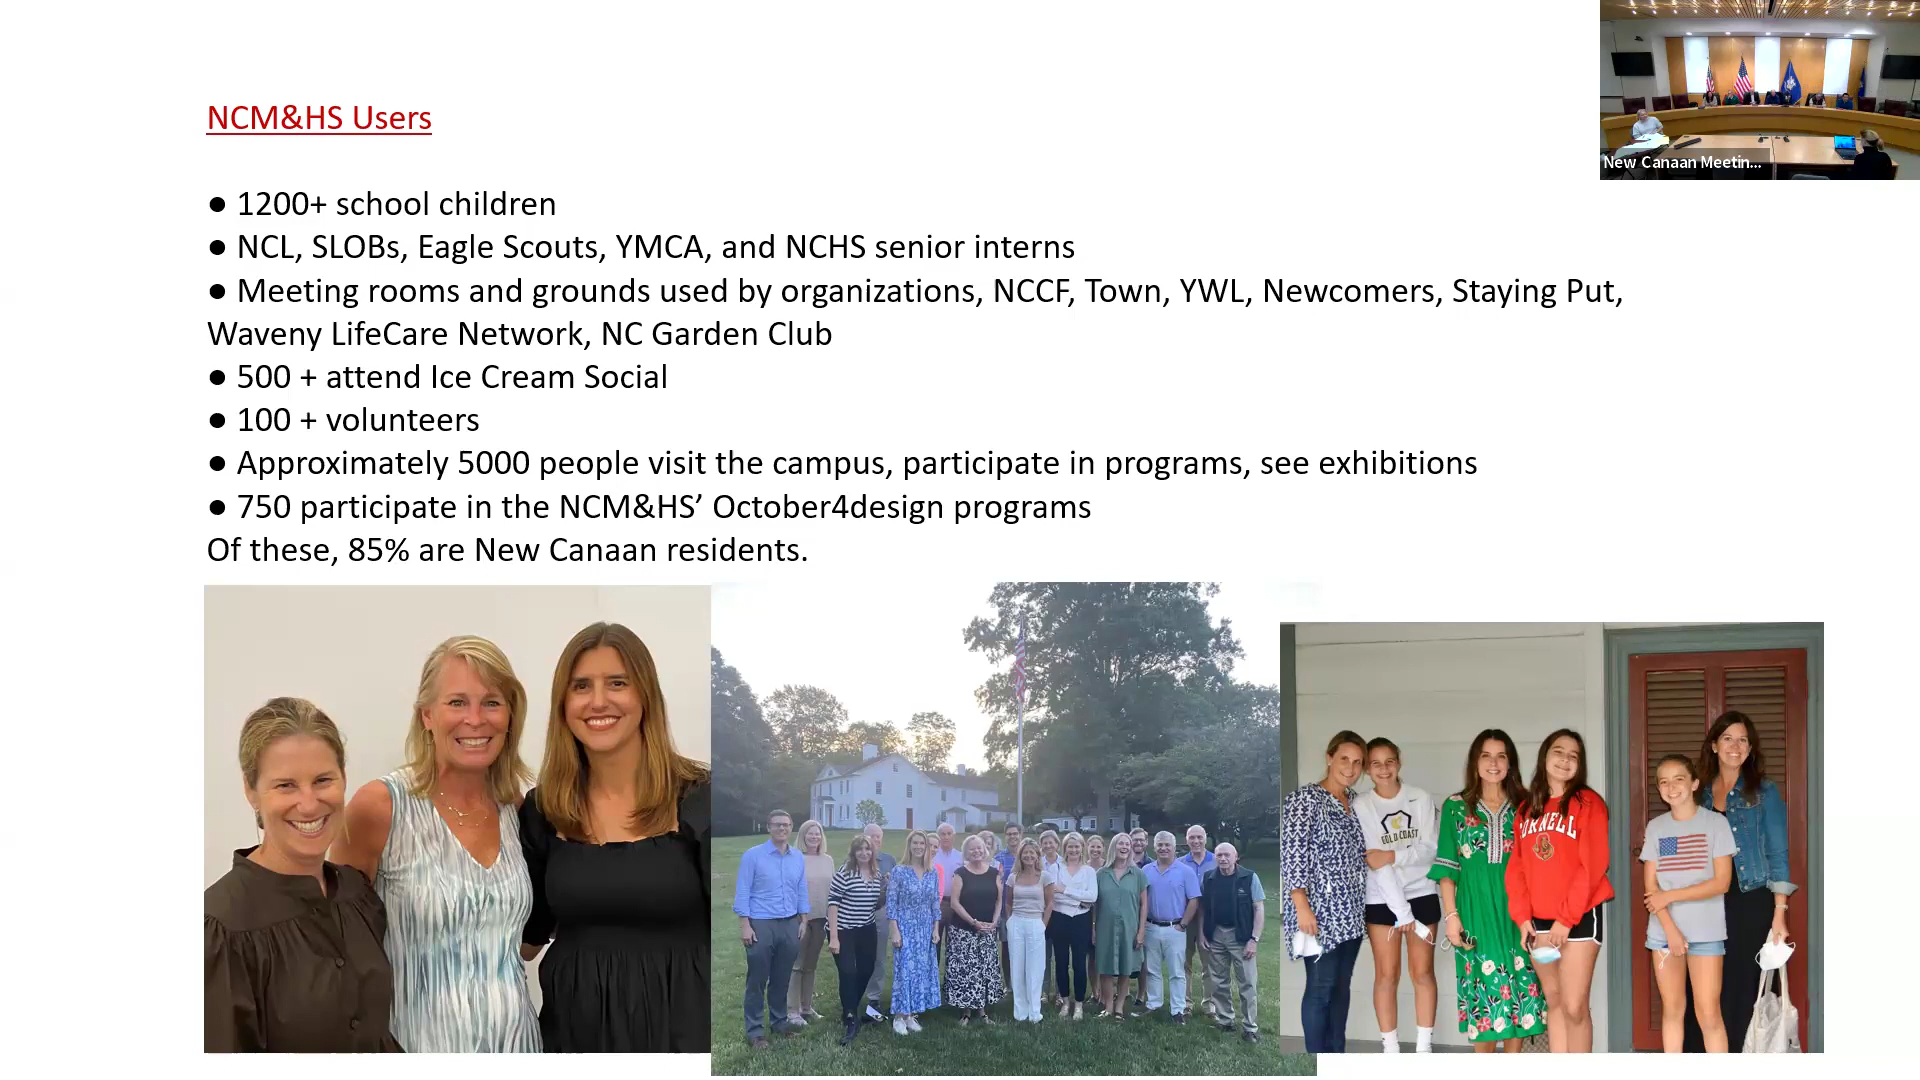 New Canaan Meetin...
NCM&HS Users
● 1200+ school children
● NCL, SLOBs, Eagle Scouts, YMCA, and NCHS senior interns
● Meeting rooms and grounds used by organizations, NCCF, Town, YWL, Newcomers, Staying Put,
Waveny LifeCare Network, NC Garden Club
● 500 + attend Ice Cream Social
● 100 + volunteers
● Approximately 5000 people visit the campus, participate in programs, see exhibitions
● 750 participate in the NCM&HS’ October4design programs
Of these, 85% are New Canaan residents.
GOLD COAST
CORNELL